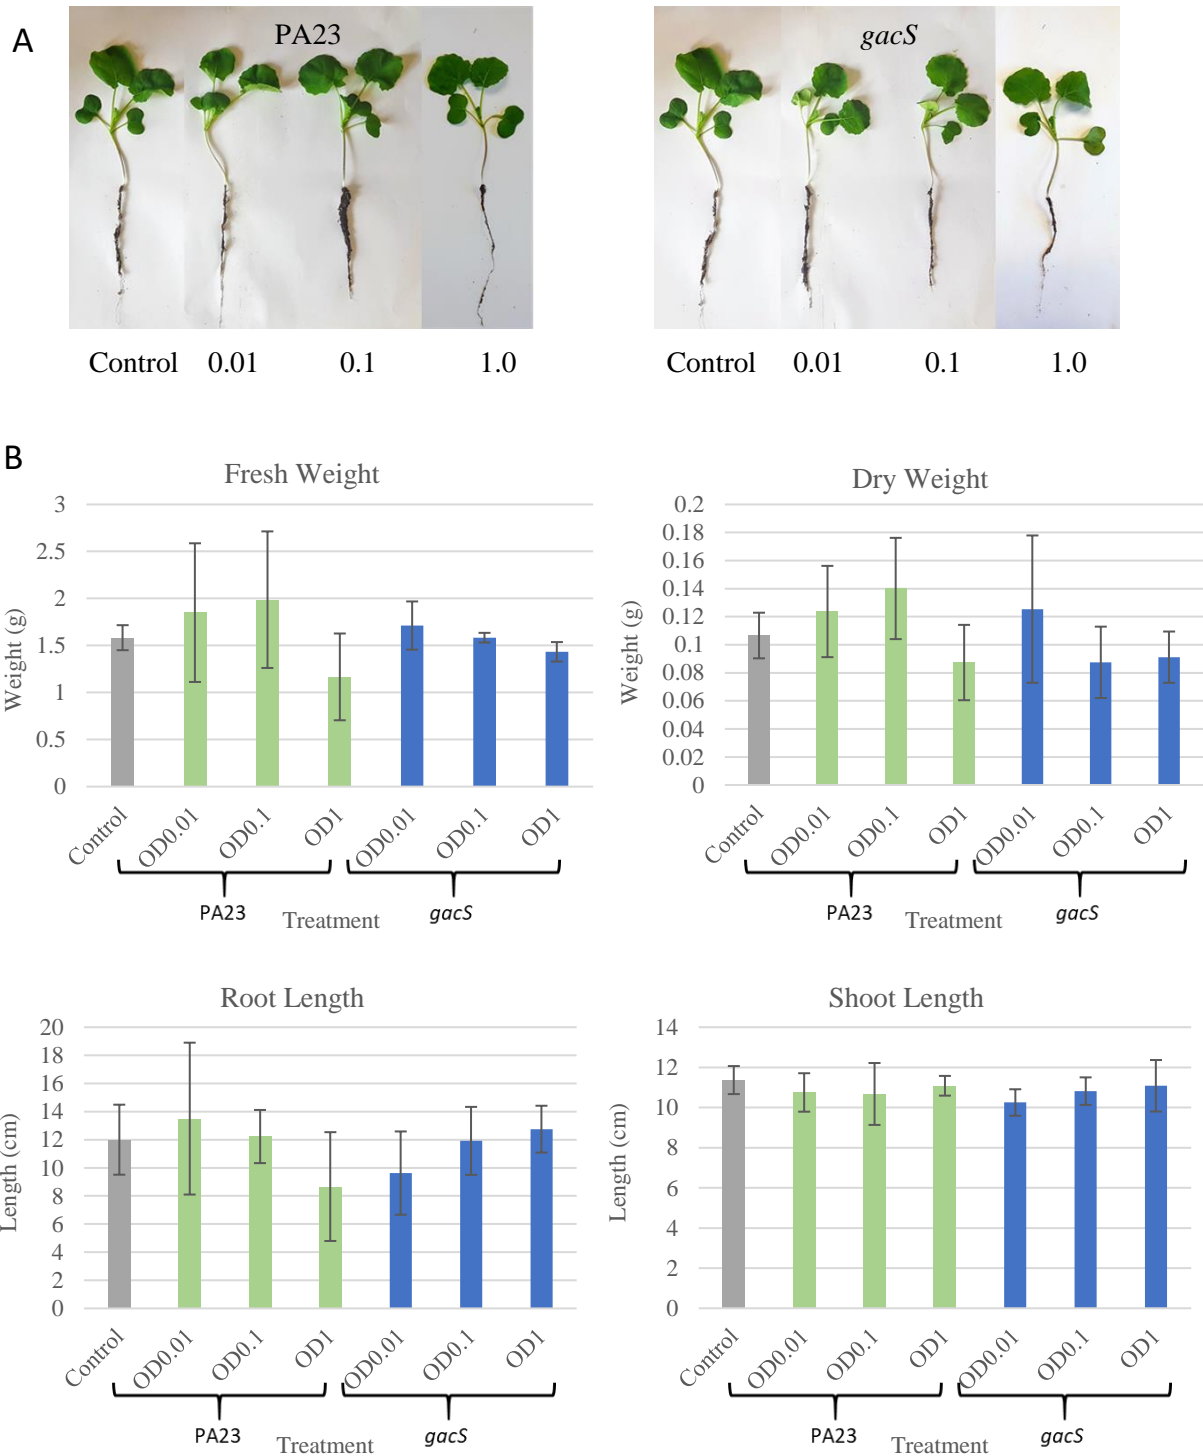 A
PA23
gacS
Control 0.01 0.1 1.0
Control 0.01 0.1 1.0
B
Fresh Weight
Weight (g)
3
2.5
2
1.5
1
0.5
0
Control OD0.01 OD0.1 OD1 OD0.01 OD0.1 OD1
PA23 gacS
Treatment
Dry Weight
Weight (g)
0.2
0.18
0.16
0.14
0.12
0.1
0.08
0.06
0.04
0.02
0
Control OD0.01 OD0.1 OD1 OD0.01 OD0.1 OD1
PA23 gacS
Treatment
Root Length
Length (cm)
20
18
16
14
12
10
8
6
4
2
0
Control OD0.01 OD0.1 OD1 OD0.01 OD0.1 OD1
PA23 gacS
Treatment
Shoot Length
Length (cm)
14
12
10
8
6
4
2
0
Control OD0.01 OD0.1 OD1 OD0.01 OD0.1 OD1
PA23 gacS
Treatment